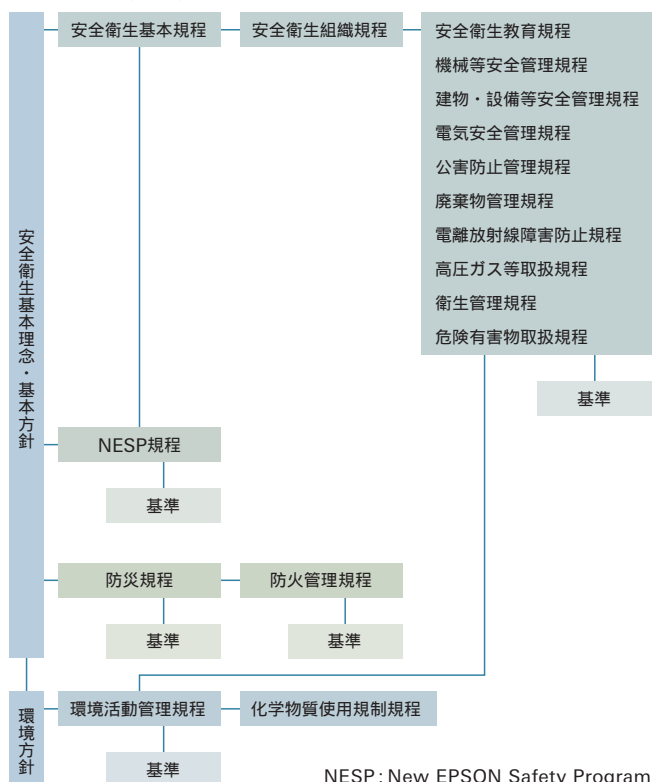 安全衛生基本理念・基本方針
安全衛生基本規程
安全衛生組織規程
安全衛生教育規程
機械等安全管理規程
建物・設備等安全管理規程
電気安全管理規程
公害防止管理規程
廃棄物管理規程
電離放射線障害防止規程
高圧ガス等取扱規程
衛生管理規程
危険有害物取扱規程
基準
NESP規程
基準
防災規程
防火管理規程
基準
基準
環境方針
環境活動管理規程
化学物質使用規制規程
基準
NESP：New EPSON Safety Program